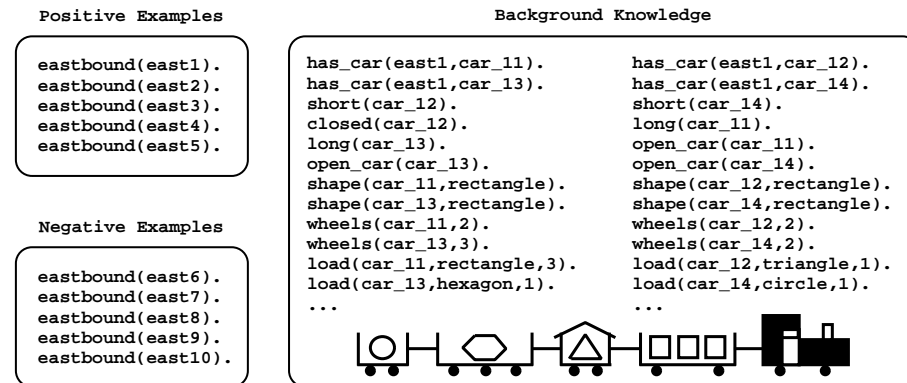 Positive Examples
eastbound(east1).
eastbound(east2).
eastbound(east3).
eastbound(east4).
eastbound(east5).
Negative Examples
eastbound(east6).
eastbound(east7).
eastbound(east8).
eastbound(east9).
eastbound(east10).
Background Knowledge
has_car(east1,car_11). has_car(east1,car_12).
has_car(east1,car_13). has_car(east1,car_14).
short(car_12). short(car_14).
closed(car_12). long(car_11).
long(car_13). open_car(car_11).
open_car(car_13). open_car(car_14).
shape(car_11,rectangle). shape(car_12,rectangle).
shape(car_13,rectangle). shape(car_14,rectangle).
wheels(car_11,2). wheels(car_12,2).
wheels(car_13,3). wheels(car_14,2).
load(car_11,rectangle,3). load(car_12,triangle,1).
load(car_13,hexagon,1). load(car_14,circle,1).
... ...